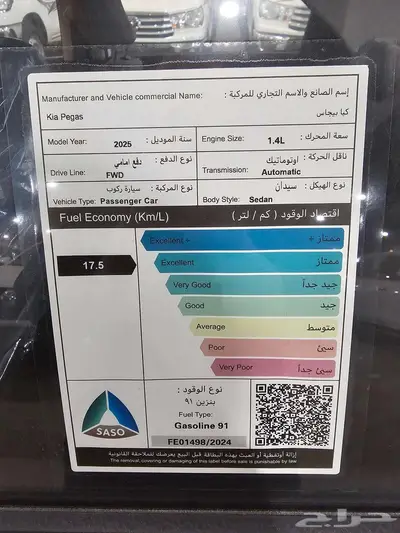 Manufacturer and Vehicle commercial Name: إسم الصانع والاسم التجاري للمركبة :
Kia Pegas كيا بيجاس
Model Year: 2025 سنة الموديل : Engine Size: 1.4L سعة المحرك :
Drive Line: دفع امامي FWD نوع الدفع : Transmission: اوتوماتيك Automatic ناقل الحركة :
Vehicle Type: Passenger Car سيارة ركوب نوع المركبة : Body Style: Sedan سيدان نوع الهيكل :
Fuel Economy (Km/L) اقتصاد الوقود ( كم / لتر )
Excellent + ممتاز +
17.5 Excellent ممتاز
Very Good جيد جداً
Good جيد
Average متوسط
Poor سيئ
Very Poor سيئ جداً
نوع الوقود :
بنزين ٩١
Fuel Type:
SASO Gasoline 91
FE01498/2024
إزالة أو تغطية أو العبث بهذه البطاقة قبل البيع يعرضك للملاحقة القانونية
The removal, covering or damaging of this label before sale is punishable by law
حراج